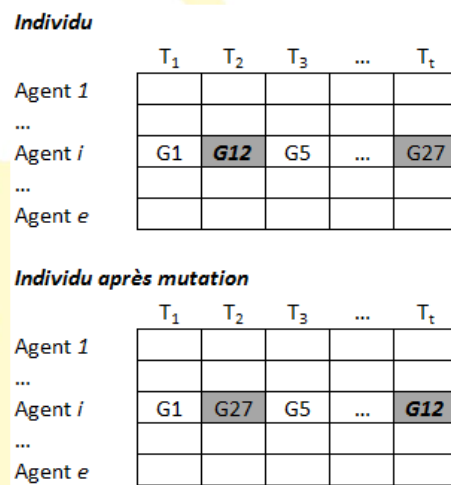 Individu
T1 T2 T3 ... Tt
Agent 1
...
Agent i G1 G12 G5 ... G27
...
Agent e
Individu après mutation
T1 T2 T3 ... Tt
Agent 1
...
Agent i G1 G27 G5 ... G12
...
Agent e